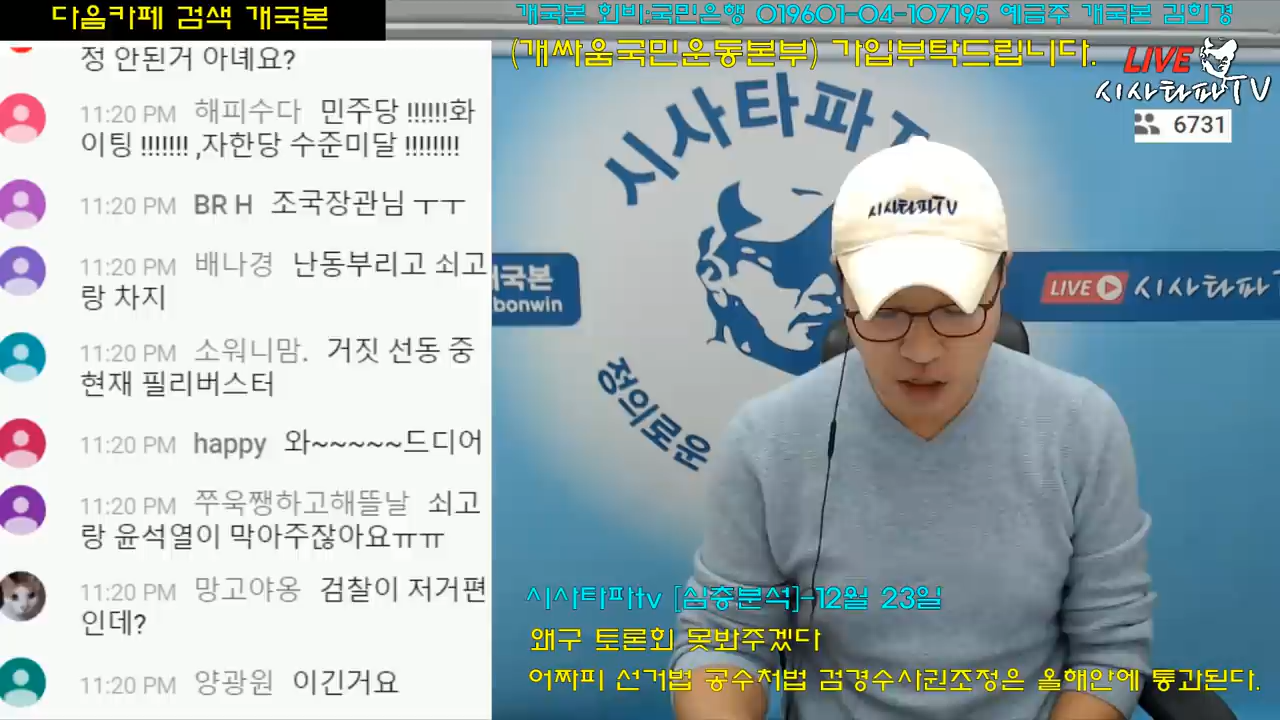 다음카페 검색 개국본
개국본 회비:국민은행 019601-04-107195 예금주 개국본 김희경
(개싸움국민운동본부) 가입부탁드립니다.
LIVE
시사타파TV
6731
정 안된거 아녜요?
11:20 PM 해피수다 민주당 !!!!!!화
이팅 !!!!!!! ,자한당 수준미달 !!!!!!!!
11:20 PM BR H 조국장관님 ㅜㅜ
11:20 PM 배나경 난동부리고 쇠고
랑 차지
11:20 PM 소워니맘. 거짓 선동 중
현재 필리버스터
11:20 PM happy 와~~~~~드디어
11:20 PM 쭈욱쨍하고해뜰날 쇠고
랑 윤석열이 막아주잖아요ㅠㅠ
11:20 PM 망고야옹 검찰이 저거편
인데?
11:20 PM 양광원 이긴거요
시사타파T
시사타파TV
국본
bonwin
LIVE 시사타파T
정의로운
시사타파tv [심층분석]-12월 23일
왜구 토론회 못봐주겠다
어짜피 선거법 공수처법 검경수사권조정은 올해안에 통과된다.